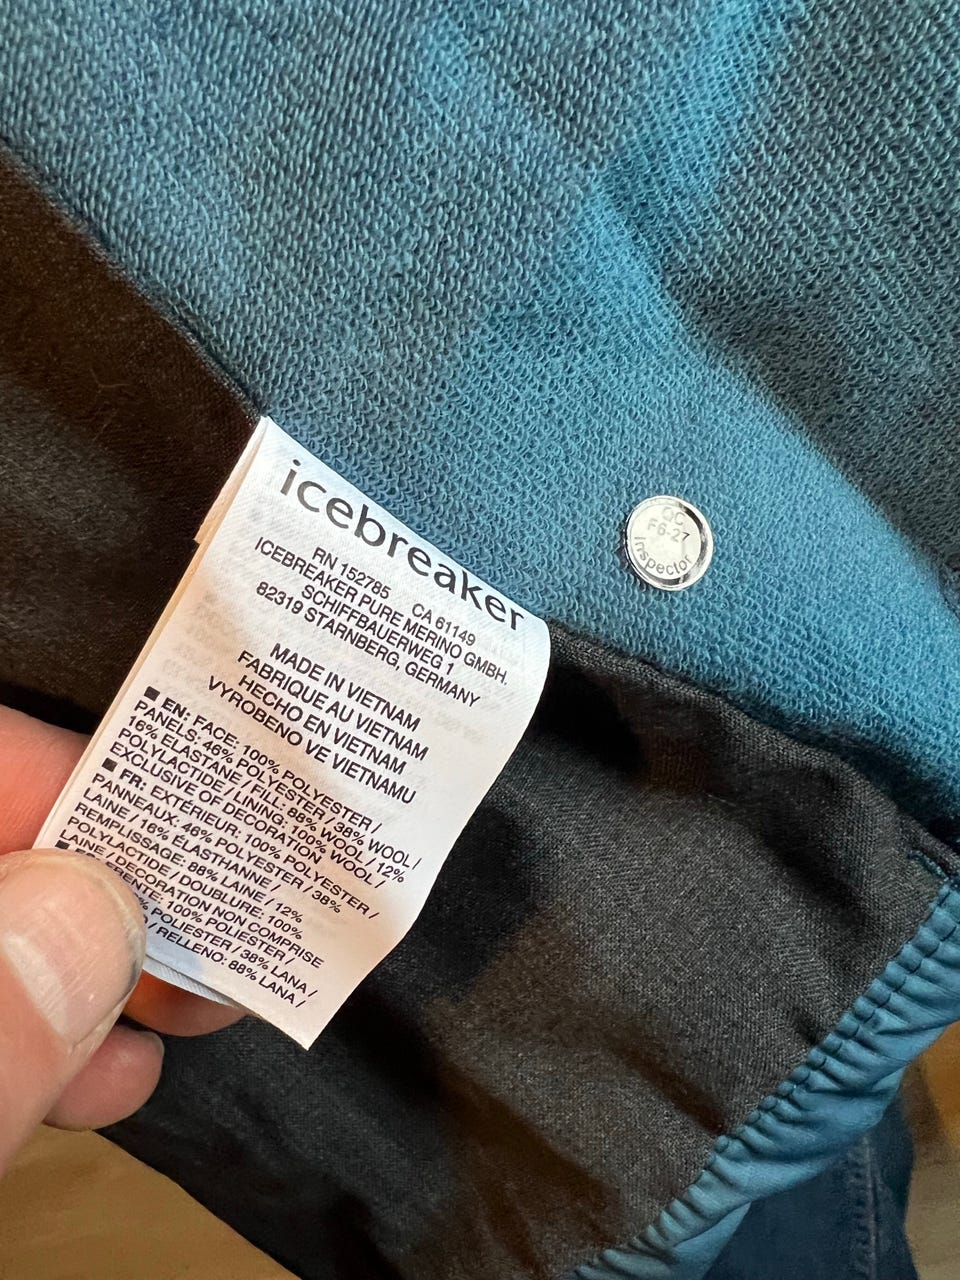 icebreaker
RN 152785 CA 61149
ICEBREAKER PURE MERINO GMBH.
SCHIFFBAUERWEG 1
82319 STARNBERG, GERMANY
MADE IN VIETNAM
FABRIQUE AU VIETNAM
HECHO EN VIETNAM
VYROBENO VE VIETNAMU
■ EN: FACE: 100% POLYESTER /
PANELS: 46% POLYESTER / 38% WOOL /
16% ELASTANE / FILL: 88% WOOL / 12%
POLYLACTIDE / LINING: 100% WOOL /
EXCLUSIVE OF DECORATION
■ FR: EXTÉRIEUR: 100% POLYESTER /
PANNEAUX: 46% POLYESTER / 38%
LAINE / 16% ÉLASTHANNE /
REMPLISSAGE: 88% LAINE / 12%
POLYLACTIDE / DOUBLURE: 100%
LAINE / DECORATION NON COMPRISE
100% POLIESTER /
POLIESTER / 38% LANA /
/ RELLENO: 88% LANA /
QC
F6-27
Inspector